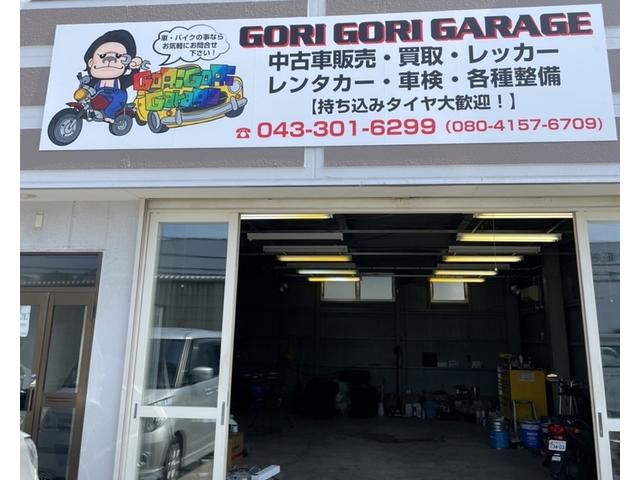 車・バイクの事なら
お気軽にお問合せ
下さい！
GORI GORI GARAGE
GORI GORI GARAGE
中古車販売・買取・レッカー
レンタカー・車検・各種整備
【持ち込みタイヤ大歓迎！】
☎043-301-6299（080-4157-6709）